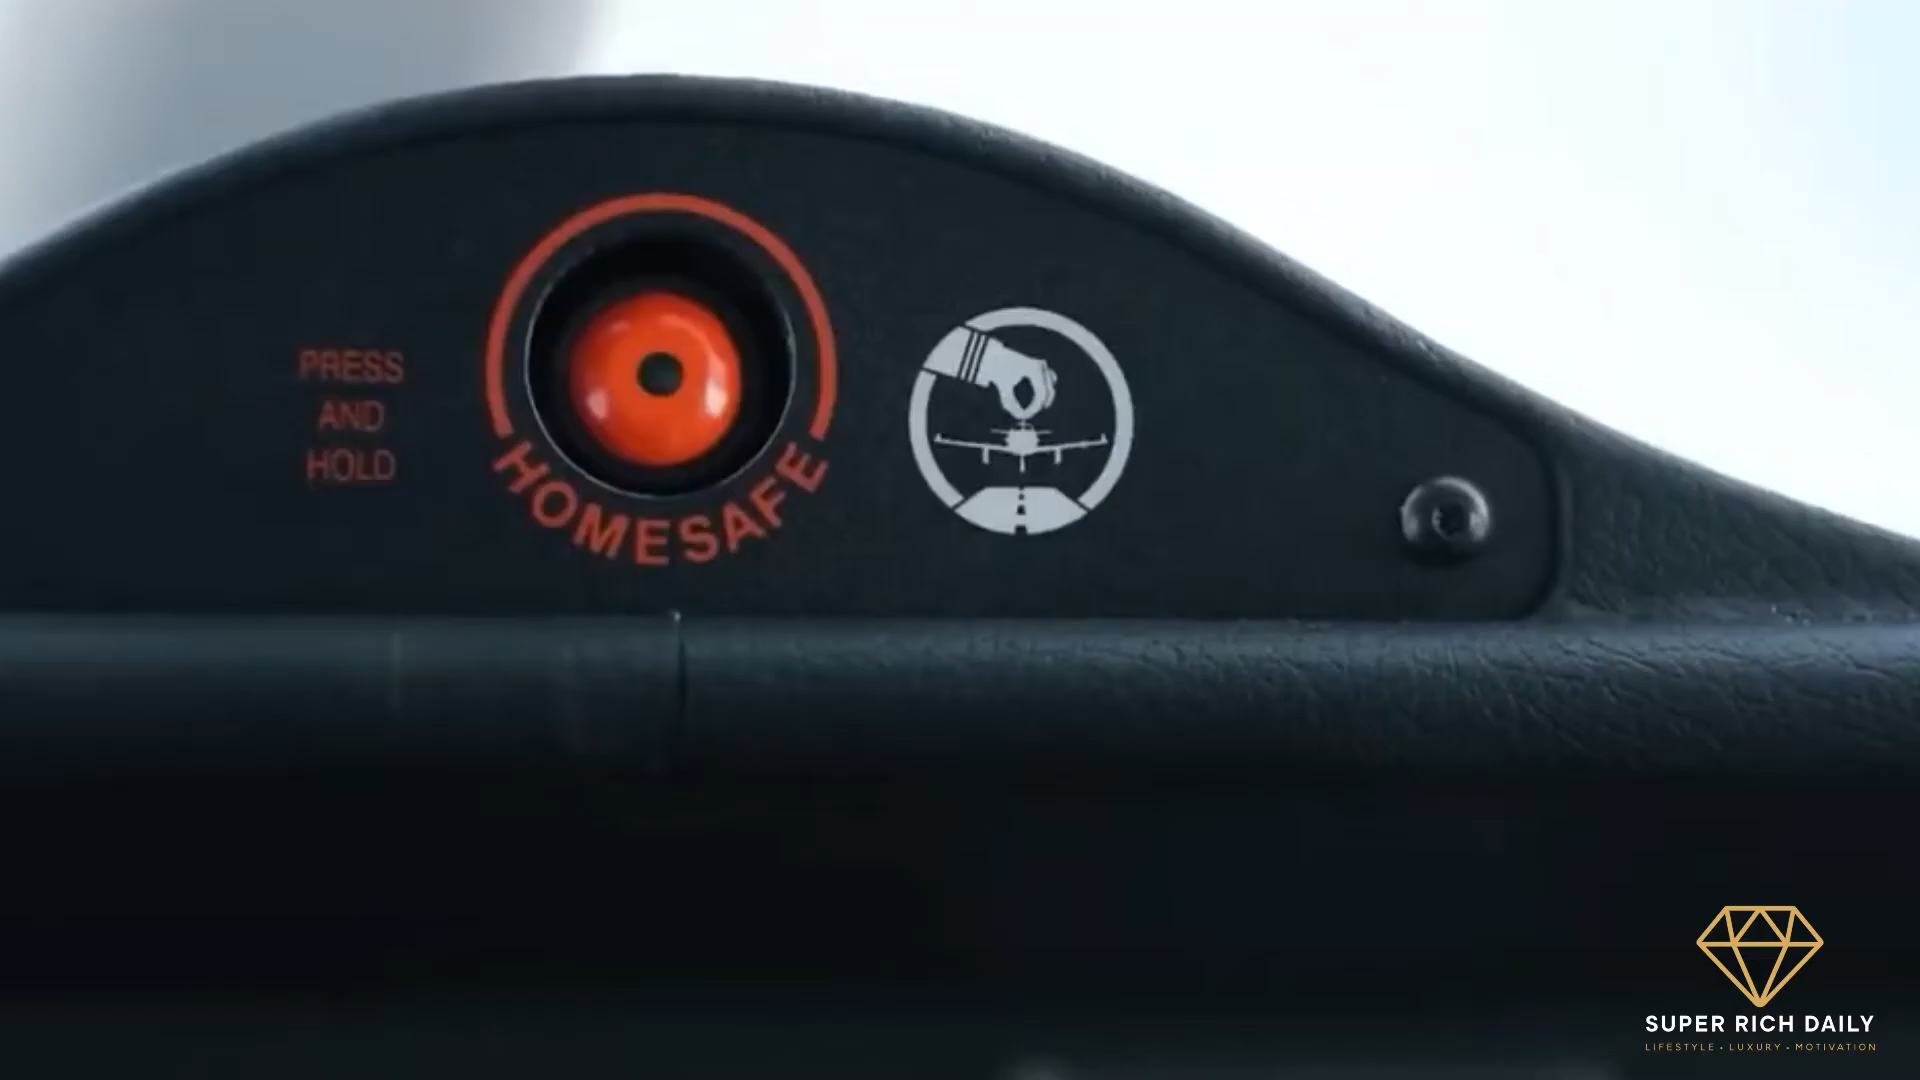 PRESS
AND
HOLD
HOMESAFE
SUPER RICH DAILY
LIFESTYLE • LUXURY • MOTIVATION